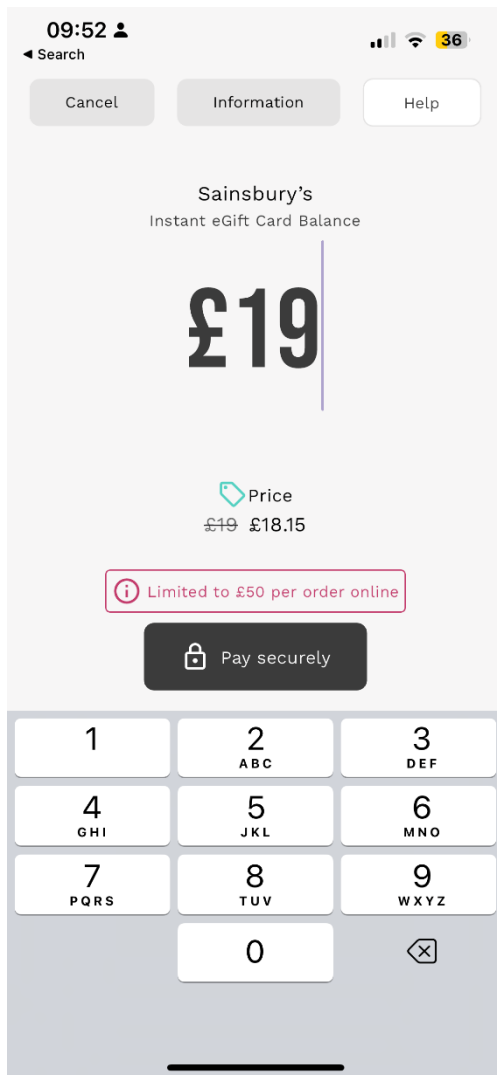 09:52
◀ Search
36
Cancel Information Help
Sainsbury’s
Instant eGift Card Balance
£19
Price
£19 £18.15
Limited to £50 per order online
Pay securely
1 2 3
ABC DEF
4 5 6
GHI JKL MNO
7 8 9
PQRS TUV WXYZ
0